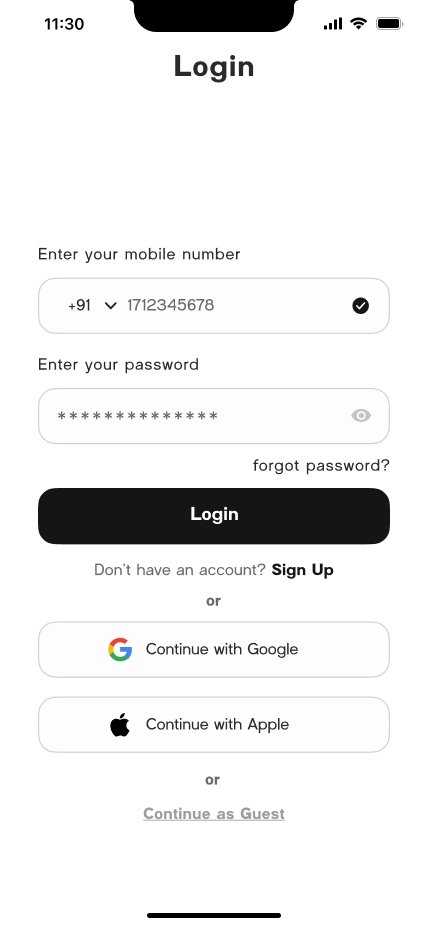 11:30
Login
Enter your mobile number
+91 1712345678
Enter your password
**************
forgot password?
Login
Don't have an account? Sign Up
or
Continue with Google
Continue with Apple
or
Continue as Guest